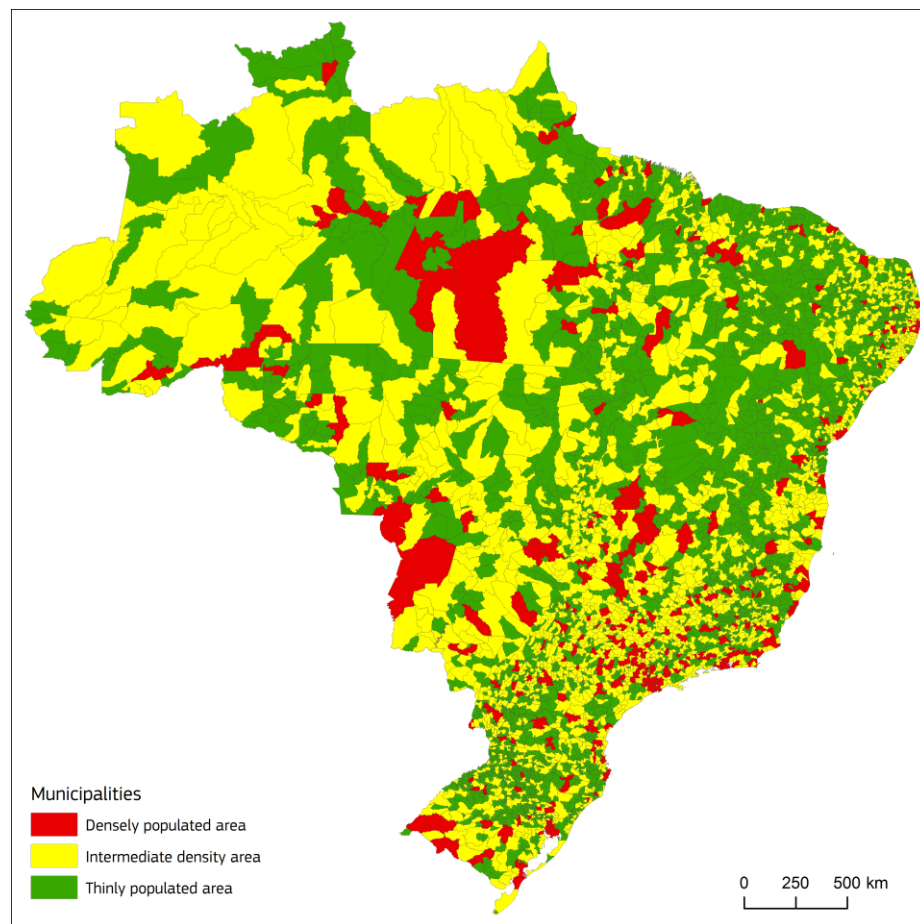 Municipalities
Densely populated area
Intermediate density area
Thinly populated area
0 250 500 km